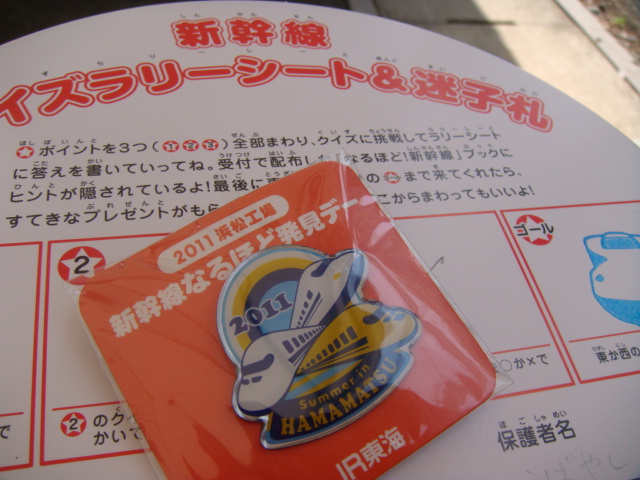 新幹線
イズラリーシート&迷子札
ポイントを3つ(①②③)全部まわり、クイズに挑戦してラリーシート
に答えを書いていってね。受付で配布し なるほど!新幹線」ブックに
ヒントが隠されているよ!最後に の まで来てくれたら、
すてきなプレゼントがもら こからまわってもいいよ!
2
ゴール
2011 浜松工場
新幹線なるほど発見デー
2011
Summer in
HAMAMATSU
JR東海
2 のク
かいて
○か×で
東か西の
保護者名